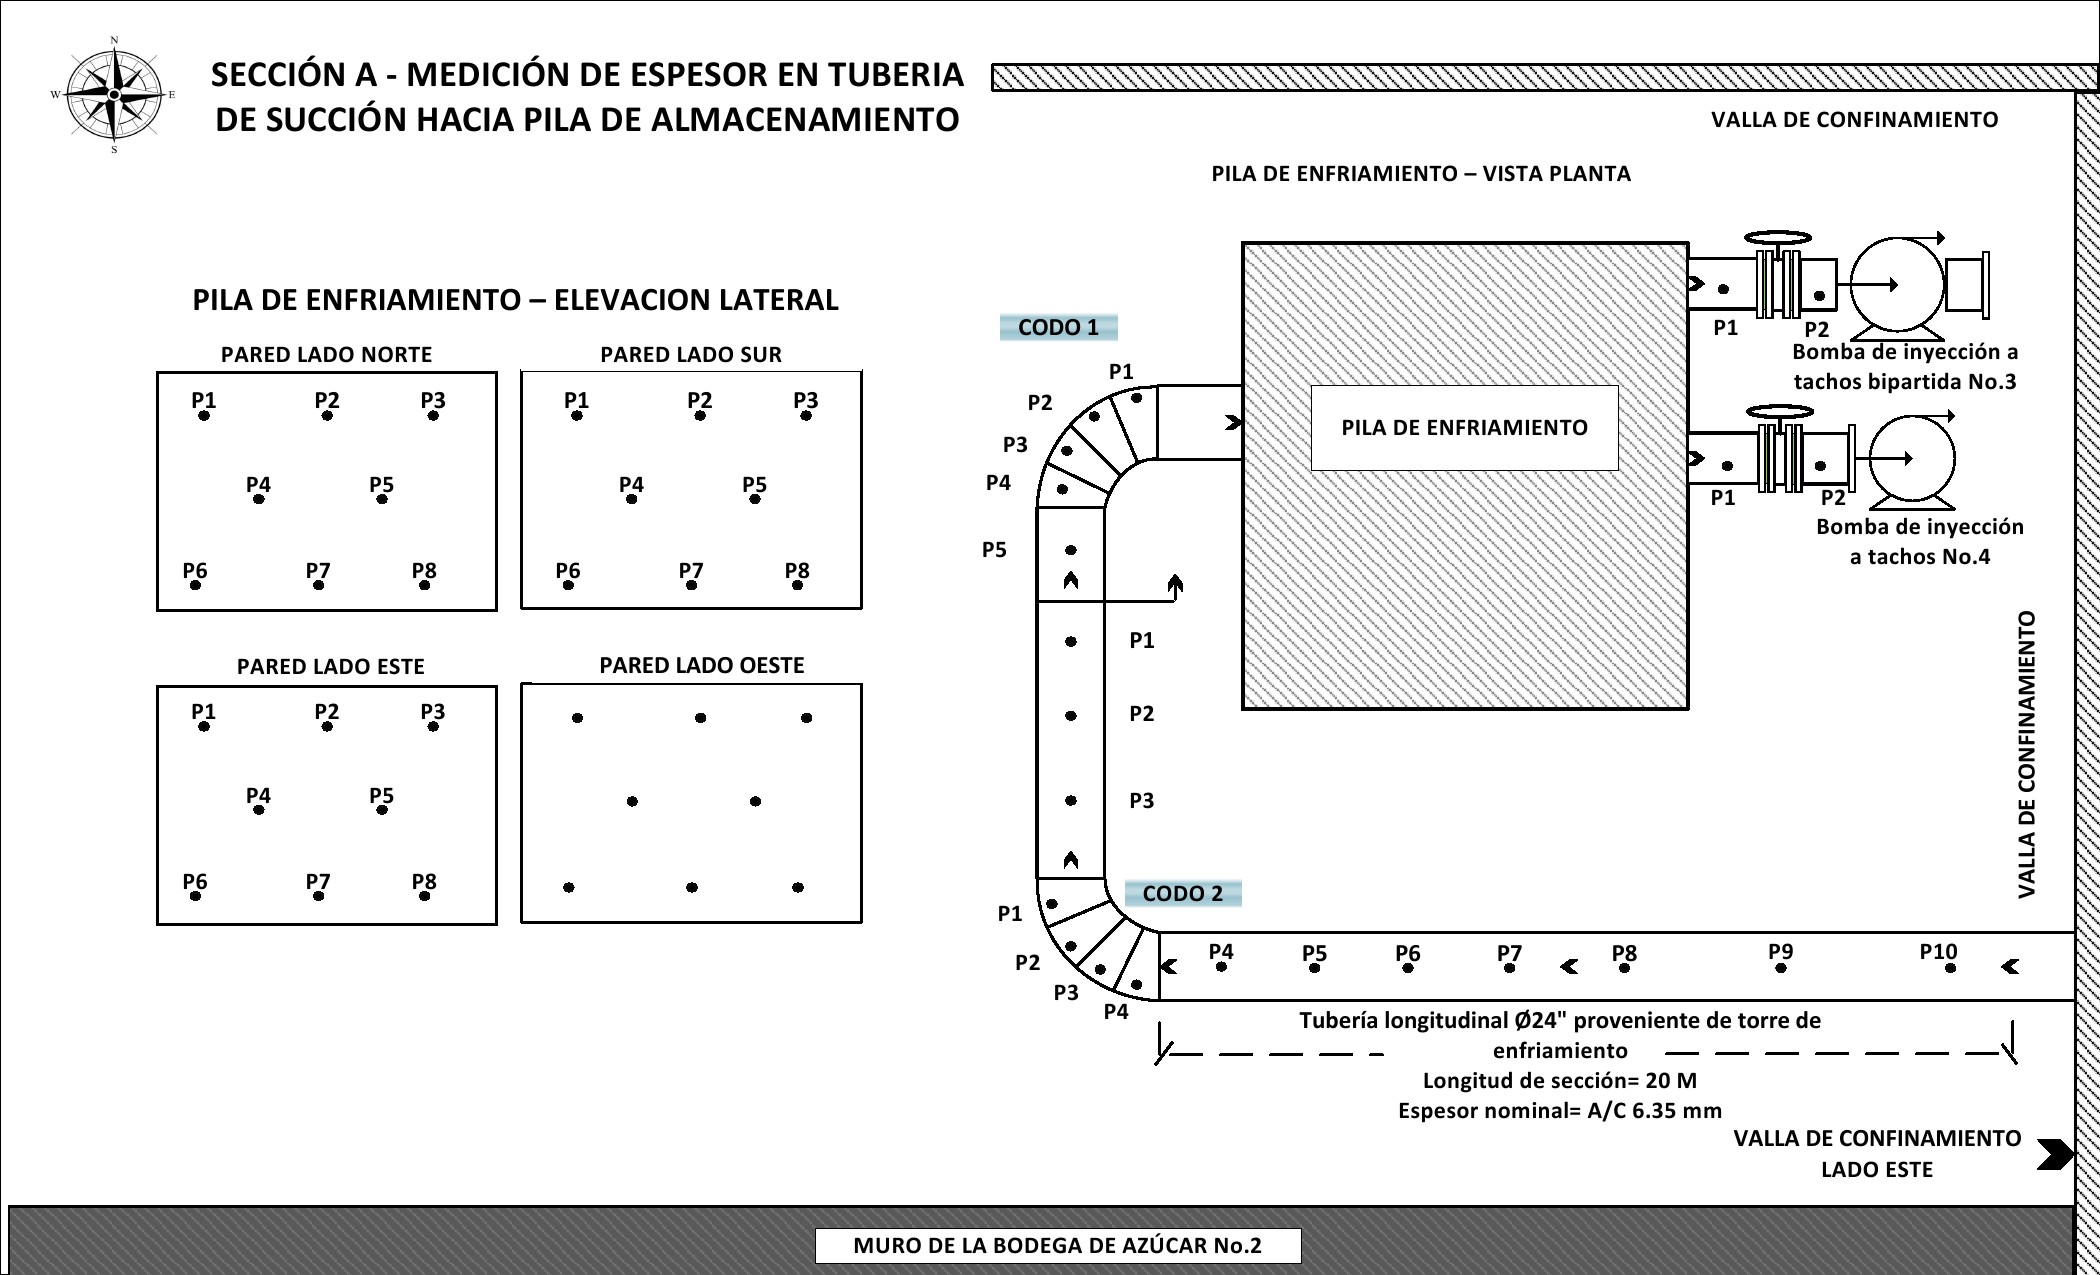 N
W
E
S
SECCIÓN A - MEDICIÓN DE ESPESOR EN TUBERIA
DE SUCCIÓN HACIA PILA DE ALMACENAMIENTO
VALLA DE CONFINAMIENTO
PILA DE ENFRIAMIENTO – VISTA PLANTA
PILA DE ENFRIAMIENTO – ELEVACION LATERAL
PARED LADO NORTE
P1
P2
P3
P4
P5
P6
P7
P8
PARED LADO SUR
P1
P2
P3
P4
P5
P6
P7
P8
PARED LADO ESTE
P1
P2
P3
P4
P5
P6
P7
P8
PARED LADO OESTE
CODO 1
P1
P2
P3
P4
P5
PILA DE ENFRIAMIENTO
P1
P2
Bomba de inyección a
tachos bipartida No.3
P1
P2
Bomba de inyección
a tachos No.4
P1
P2
P3
VALLA DE CONFINAMIENTO
CODO 2
P1
P2
P3
P4
P4
P5
P6
P7
P8
P9
P10
Tubería longitudinal Ø24" proveniente de torre de
enfriamiento
Longitud de sección= 20 M
Espesor nominal= A/C 6.35 mm
VALLA DE CONFINAMIENTO
LADO ESTE
MURO DE LA BODEGA DE AZÚCAR No.2